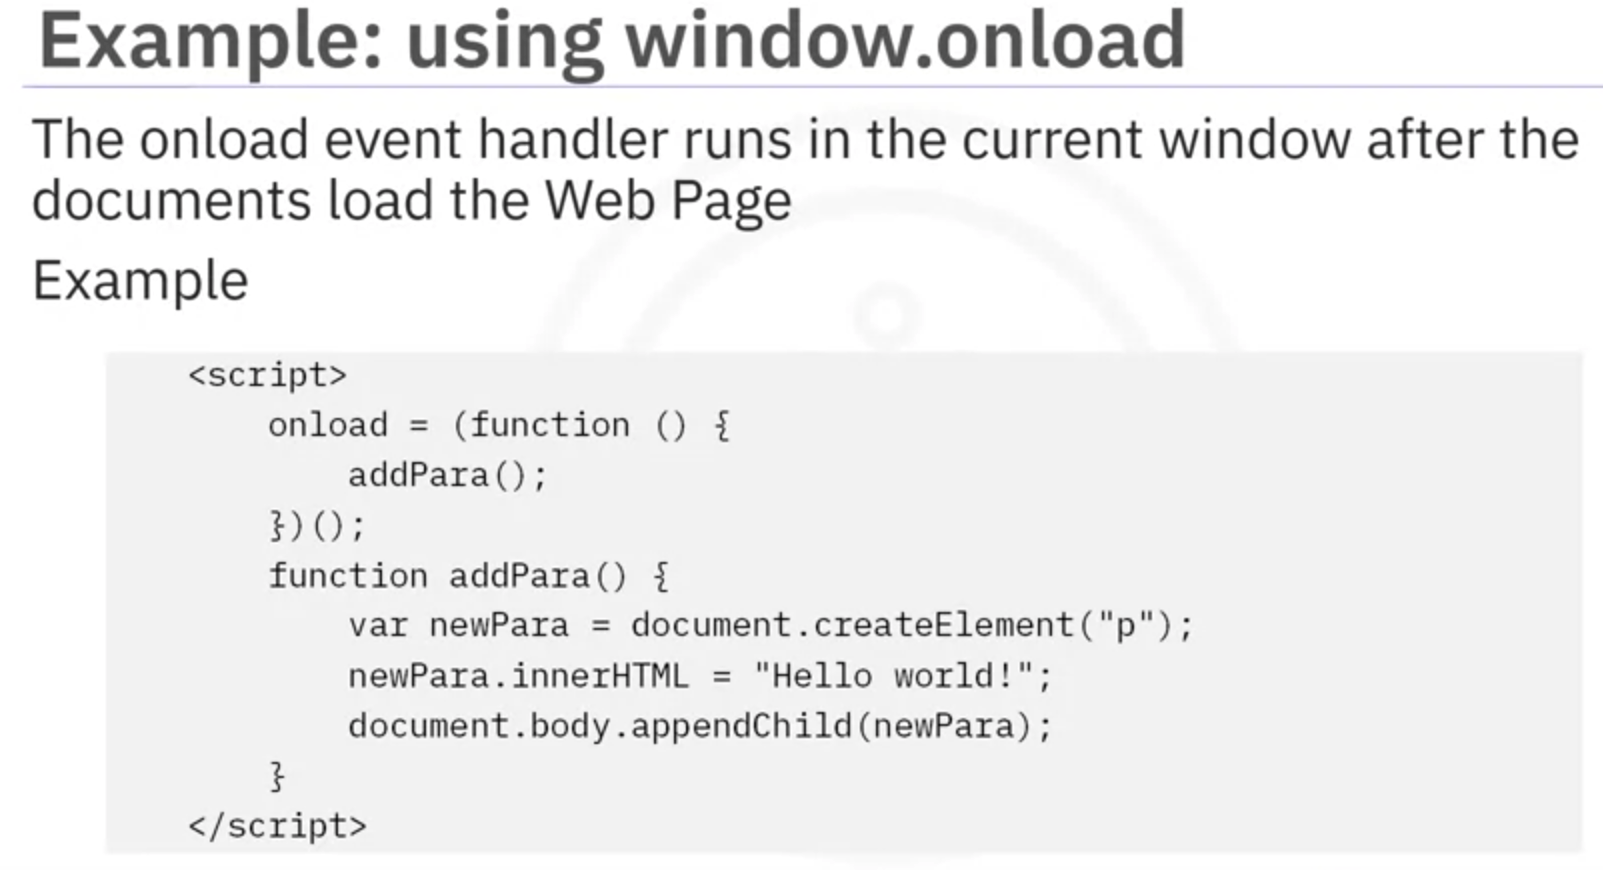 Example: using window.onload
The onload event handler runs in the current window after the
documents load the Web Page
Example
<script>
onload = (function () {
addPara();
})();
function addPara() {
var newPara = document.createElement("p");
newPara.innerHTML = "Hello world!";
document.body.appendChild(newPara);
}
</script>